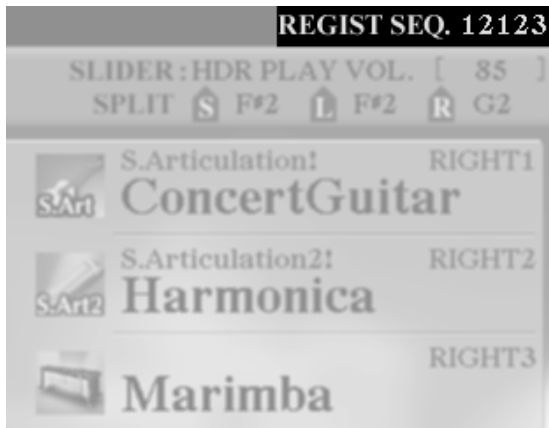 REGIST SEQ. 12123
SLIDER:HDR PLAY VOL. [ 85 ]
SPLIT S F#2 L F#2 R G2
S.Articulation! RIGHT1
S.Art ConcertGuitar
S.Articulation2! RIGHT2
S.Art2 Harmonica
RIGHT3
Marimba